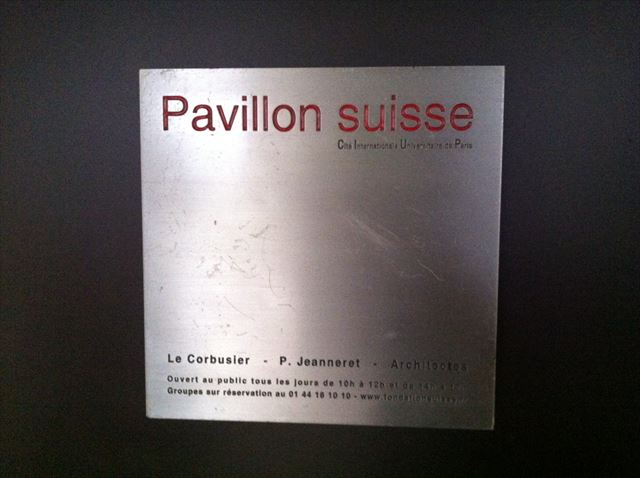 Pavillon suisse
Cité Internationale Universitaire de Paris
Le Corbusier - P. Jeanneret - Architectes
Ouvert au public tous les jours de 10h à 12h et de 14h à
Groupes sur réservation au 01 44 16 10 10 -